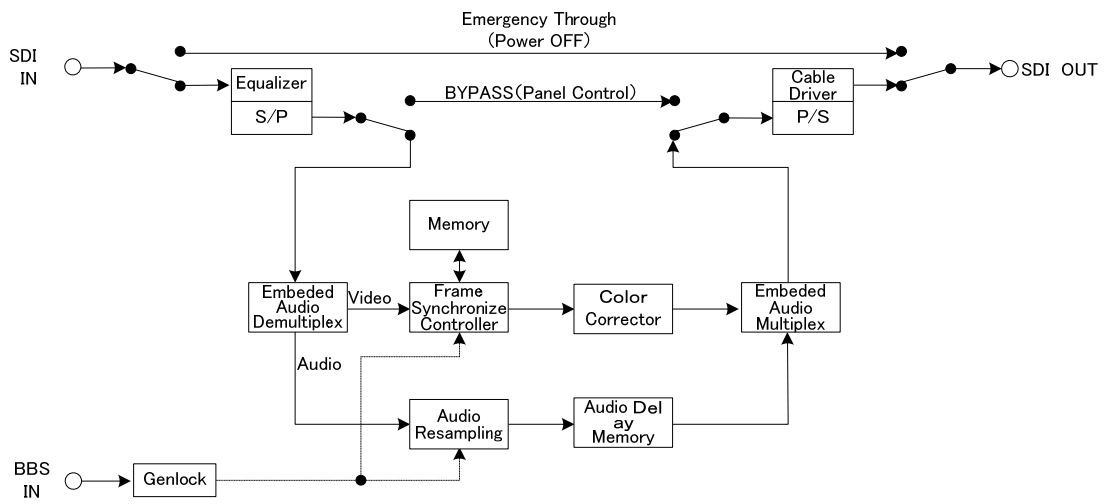 Emergency Through
(Power OFF)
SDI
IN
Equalizer
S/P
BYPASS(Panel Control)
Cable
Driver
P/S
SDI OUT
Memory
Embeded
Audio
Demultiplex
Video
Frame
Synchronize
Controller
Color
Corrector
Embeded
Audio
Multiplex
Audio
Audio
Resampling
Audio Del
ay
Memory
BBS
IN
Genlock